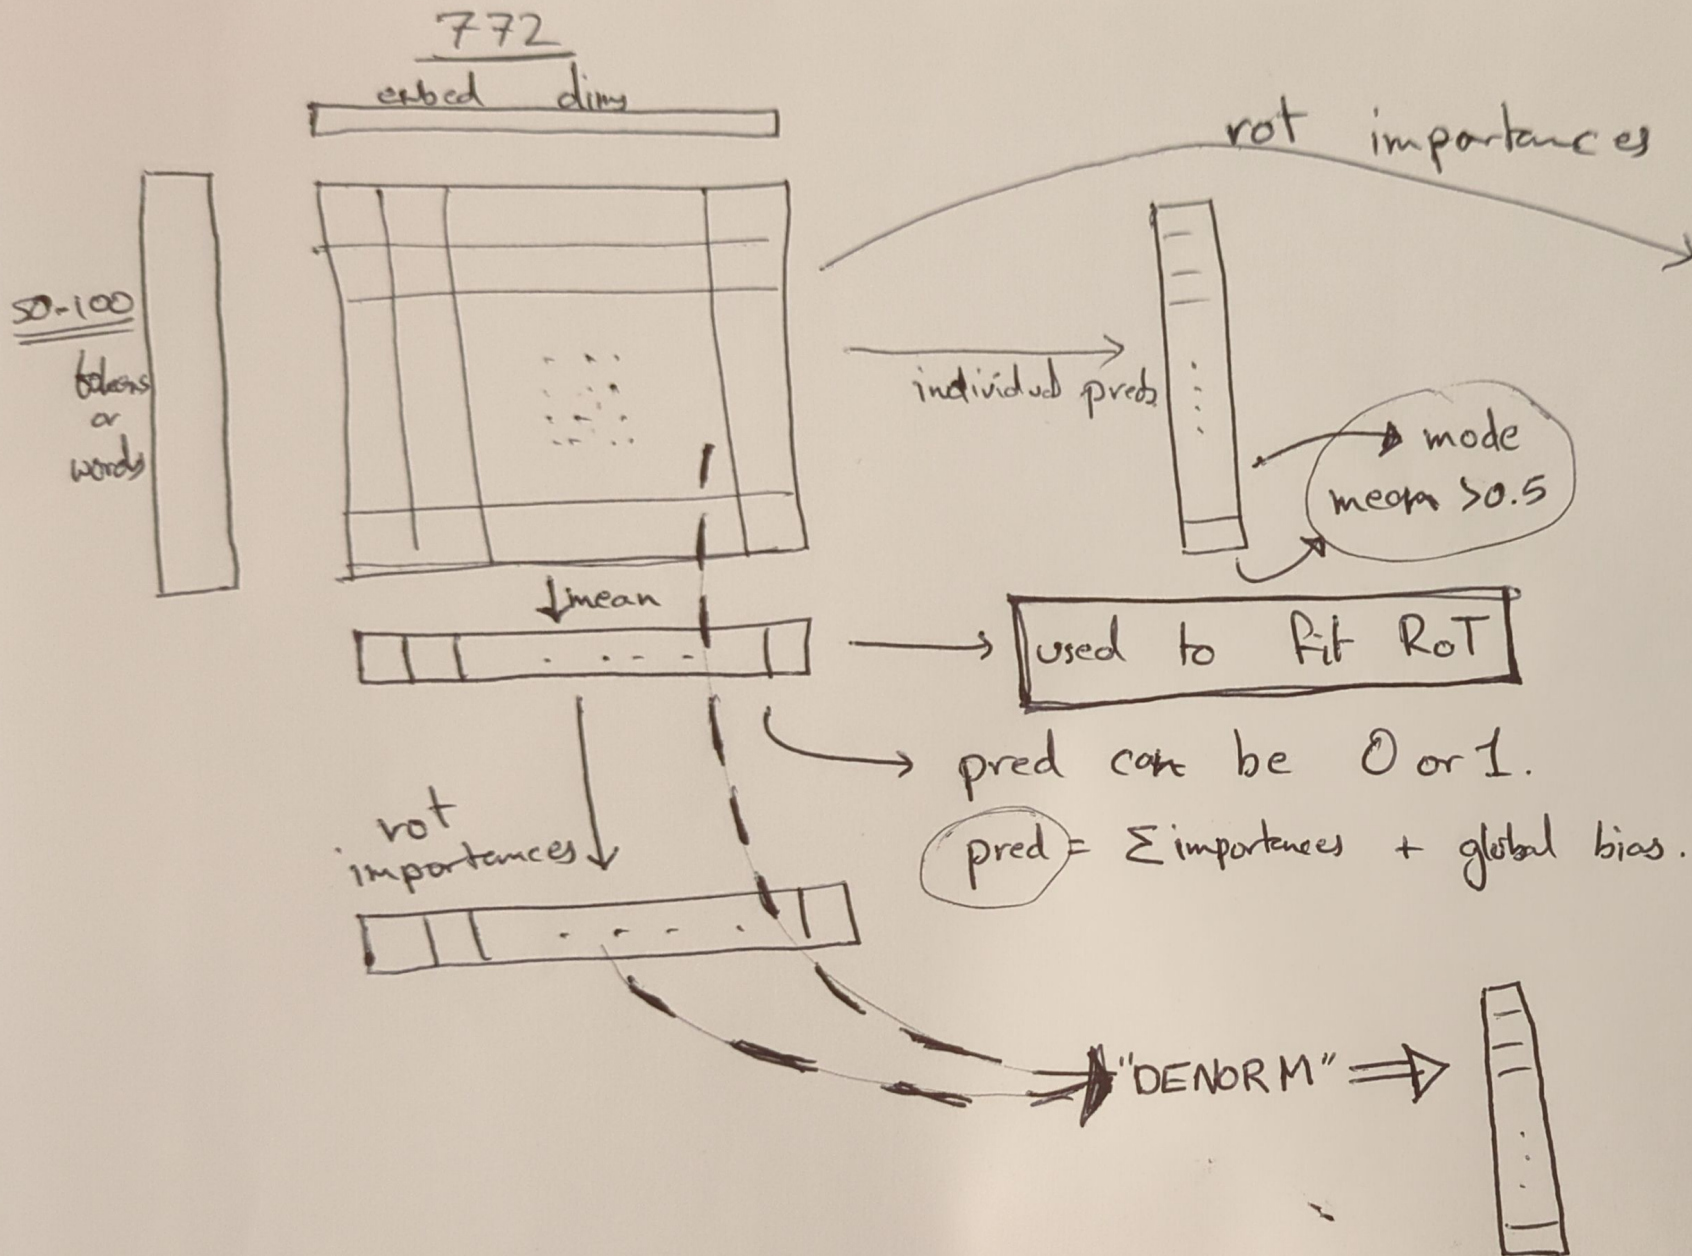 772
embed dims
rot importances
50-100
tokens
or
words
individual preds
mode
mean >0.5
mean
used to fit RoT
pred can be 0 or 1.
rot
importances
pred = Σ importances + global bias.
"DENORM"